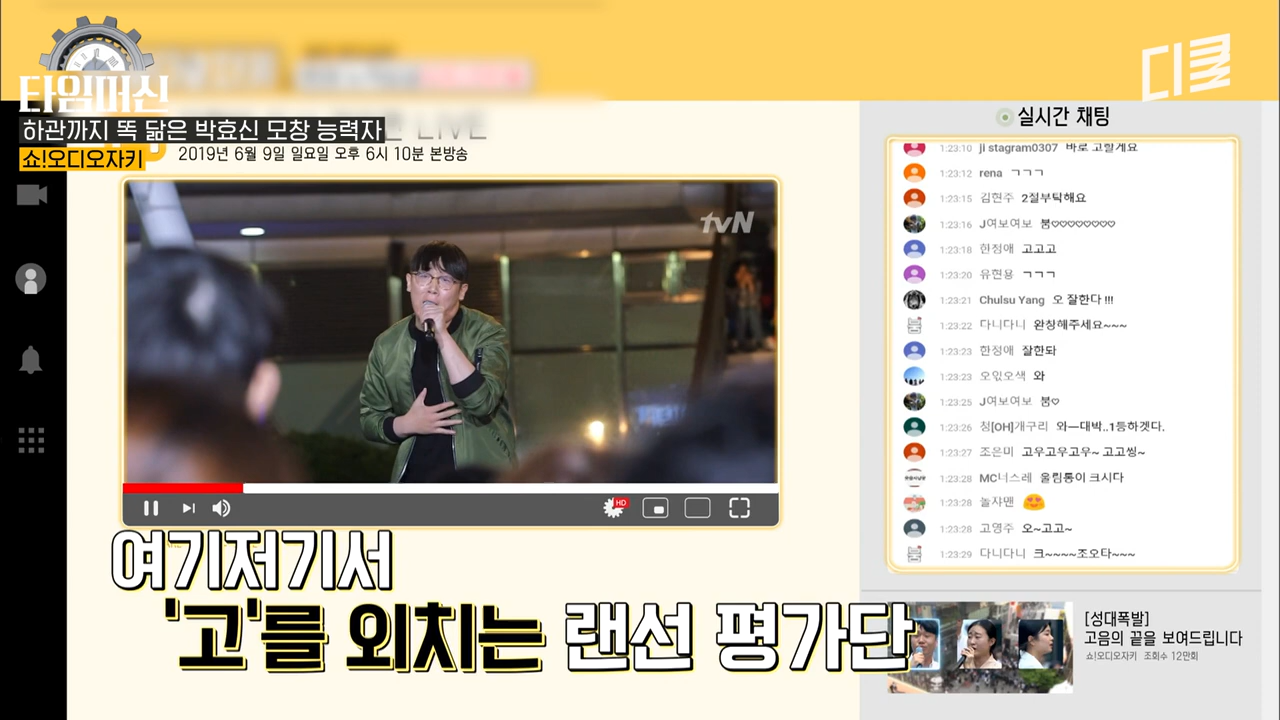 타임머신
디클
하관까지 똑 닮은 박효신 모창 능력자
LIVE
쇼!오디오자키
2019년 6월 9일 일요일 오후 6시 10분 본방송
tvN
HD
실시간 채팅
1:23:10 ji stagram0307 바로 고할게요
1:23:12 rena ㄱㄱㄱ
1:23:15 김현주 2절부탁해요
1:23:16 J여보여보 붐♡♡♡♡♡♡♡♡
1:23:18 한정애 고고고
1:23:20 유현용 ㄱㄱㄱ
1:23:21 Chulsu Yang 오 잘한다 !!!
1:23:22 다니다니 완창해주세요~~~
1:23:23 한정애 잘한돠
1:23:23 오있오색 와
1:23:25 J여보여보 붐♡
1:23:26 청[OH]개구리 와—대박..1등하겟다.
1:23:27 조은미 고우고우고우~ 고고씽~
1:23:28 MC너스레 울림통이 크시다
1:23:28 놀쟈맨 😍
1:23:28 고영주 오~고고~
1:23:29 다니다니 크~~~~조오타~~~
여기저기서
'고'를 외치는 랜선 평가단
[성대폭발]
고음의 끝을 보여드립니다
쇼!오디오자키 조회수 12만회